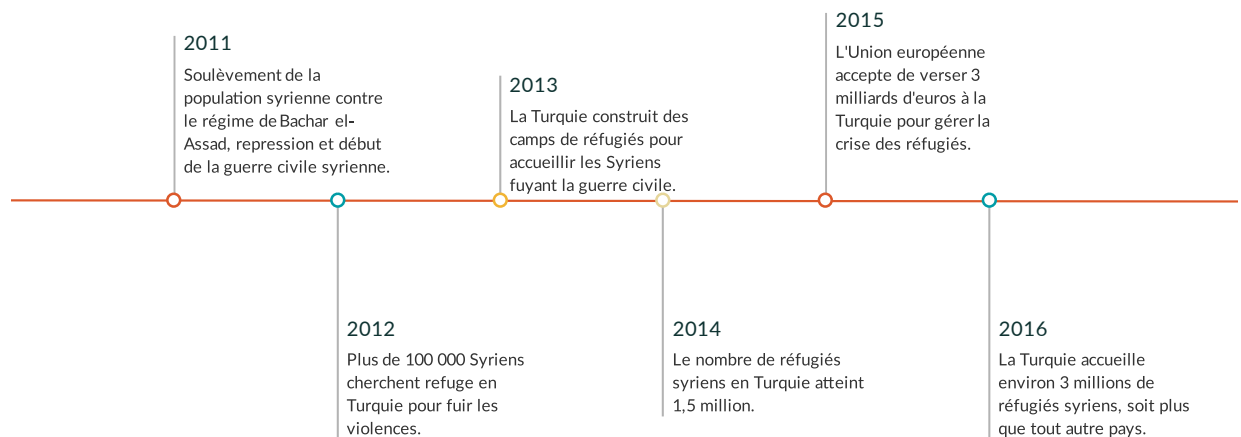 2011
Soulèvement de la
population syrienne contre
le régime de Bachar el-
Assad, repression et début
de la guerre civile syrienne.
2012
Plus de 100 000 Syriens
cherchent refuge en
Turquie pour fuir les
violences.
2013
La Turquie construit des
camps de réfugiés pour
accueillir les Syriens
fuyant la guerre civile.
2014
Le nombre de réfugiés
syriens en Turquie atteint
1,5 million.
2015
L'Union européenne
accepte de verser 3
milliards d'euros à la
Turquie pour gérer la
crise des réfugiés.
2016
La Turquie accueille
environ 3 millions de
réfugiés syriens, soit plus
que tout autre pays.